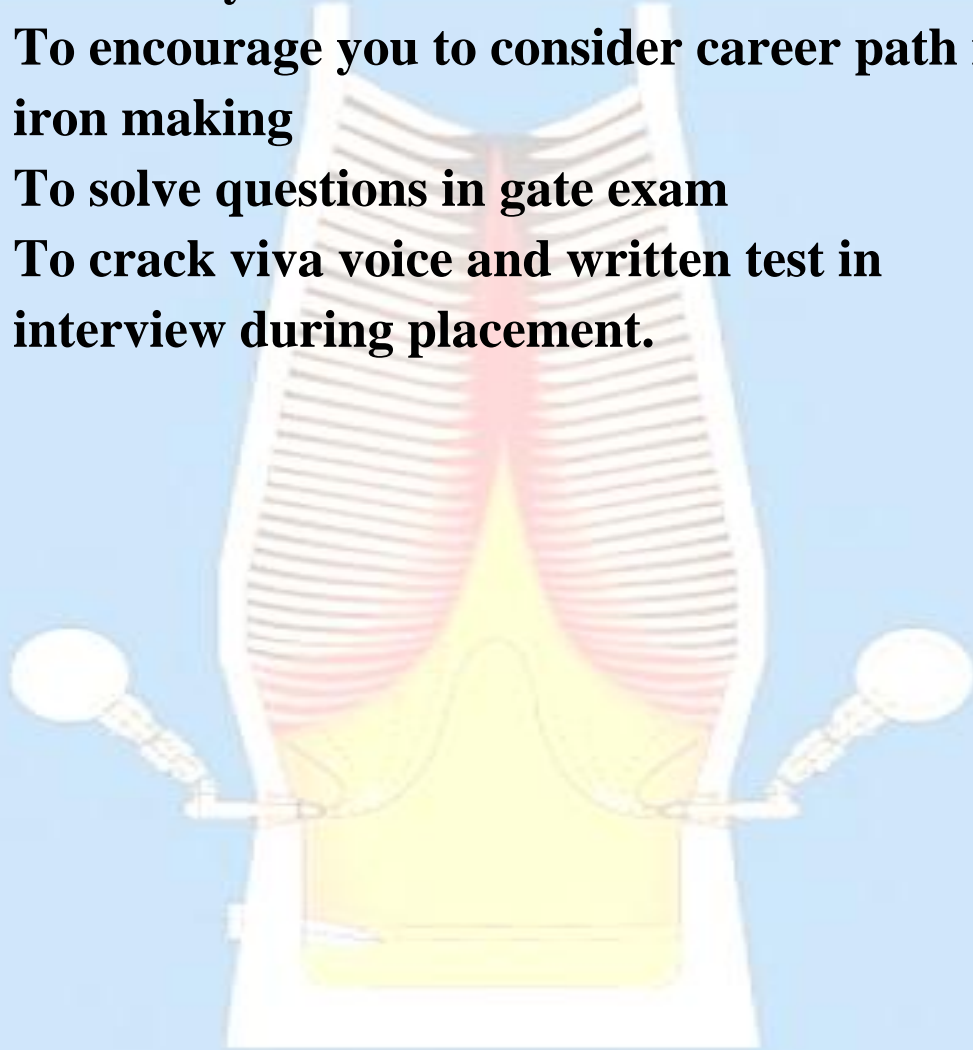 To encourage you to consider career path
iron making
To solve questions in gate exam
To crack viva voice and written test in
interview during placement.